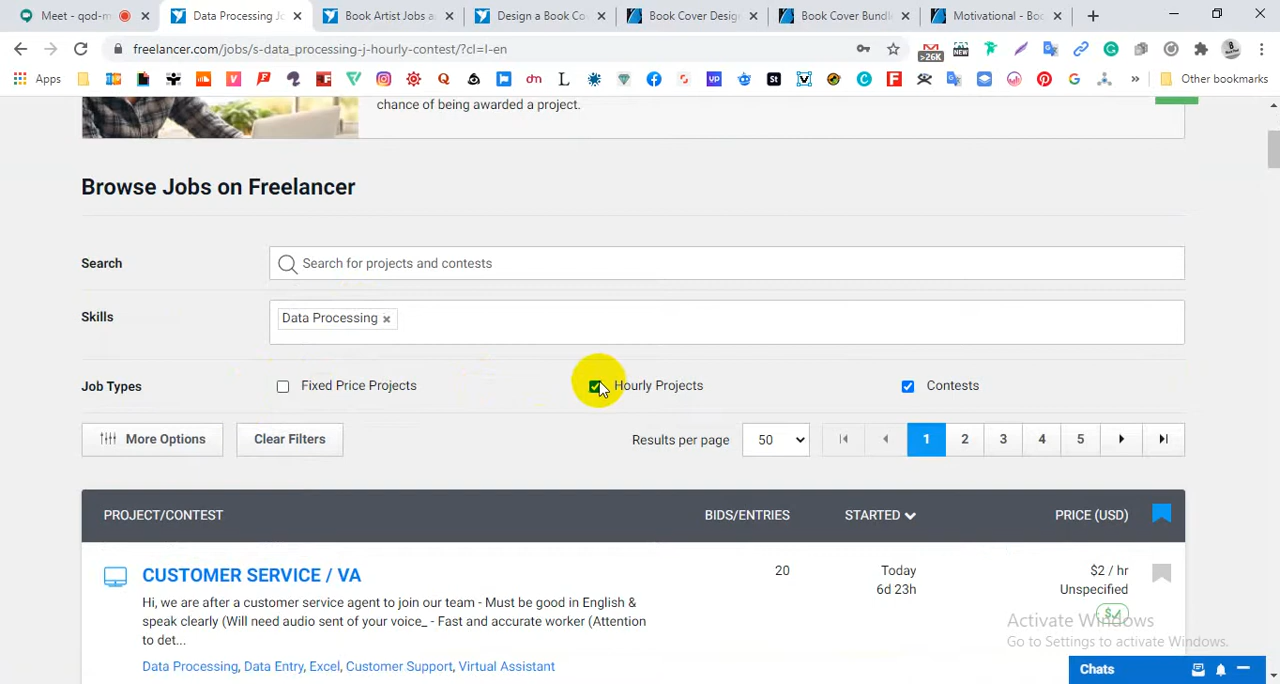 Meet - qod-m
Data Processing J
Book Artist Jobs a
Design a Book Co
Book Cover Desig
Book Cover Bundl
Motivational - Bo
freelancer.com/jobs/s-data_processing-j-hourly-contest/?cl=l-en
>26K
NEW
Apps
Other bookmarks
chance of being awarded a project.
Browse Jobs on Freelancer
Search
Search for projects and contests
Skills
Data Processing ×
Job Types
Fixed Price Projects
Hourly Projects
Contests
More Options
Clear Filters
Results per page
50
1 2 3 4 5
PROJECT/CONTEST
BIDS/ENTRIES
STARTED
PRICE (USD)
CUSTOMER SERVICE / VA
20
Today
6d 23h
$2 / hr
Unspecified
Hi, we are after a customer service agent to join our team - Must be good in English &
speak clearly (Will need audio sent of your voice_ - Fast and accurate worker (Attention
to det...
Data Processing, Data Entry, Excel, Customer Support, Virtual Assistant
Activate Windows
Go to Settings to activate Windows.
Chats